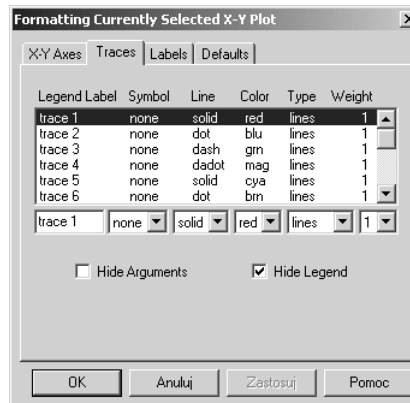 Formatting Currently Selected X-Y Plot
X-Y Axes Traces Labels Defaults
Legend Label Symbol Line Color Type Weight
trace 1 none solid red lines 1
trace 2 none dot blu lines 1
trace 3 none dash grn lines 1
trace 4 none dadot mag lines 1
trace 5 none solid cya lines 1
trace 6 none dot brn lines 1
trace 1 none solid red lines 1
Hide Arguments Hide Legend
OK Anuluj Zastosuj Pomoc